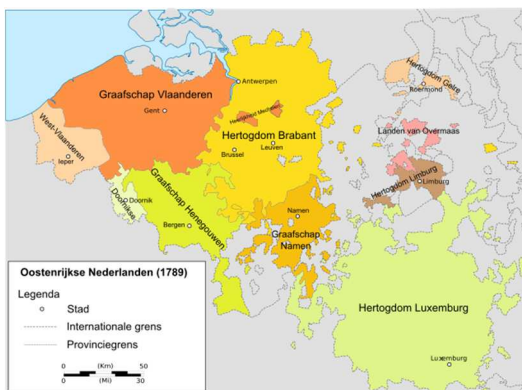 Hertogdom Gelre
Roermond
Antwerpen
Graafschap Vlaanderen
Gent
Heerlijkheid Mechelen
Landen van Overmaas
Hertogdom Brabant
West-Vlaanderen
Ieper
Brussel
Leuven
Hertogdom Limburg
Limburg
Doornikse
Doornik
Graafschap Henegouwen
Bergen
Namen
Graafschap
Namen
Oostenrijkse Nederlanden (1789)
Legenda
Stad
Internationale grens
Provinciegrens
0 (Km) 50
0 (Mi) 30
Hertogdom Luxemburg
Luxemburg